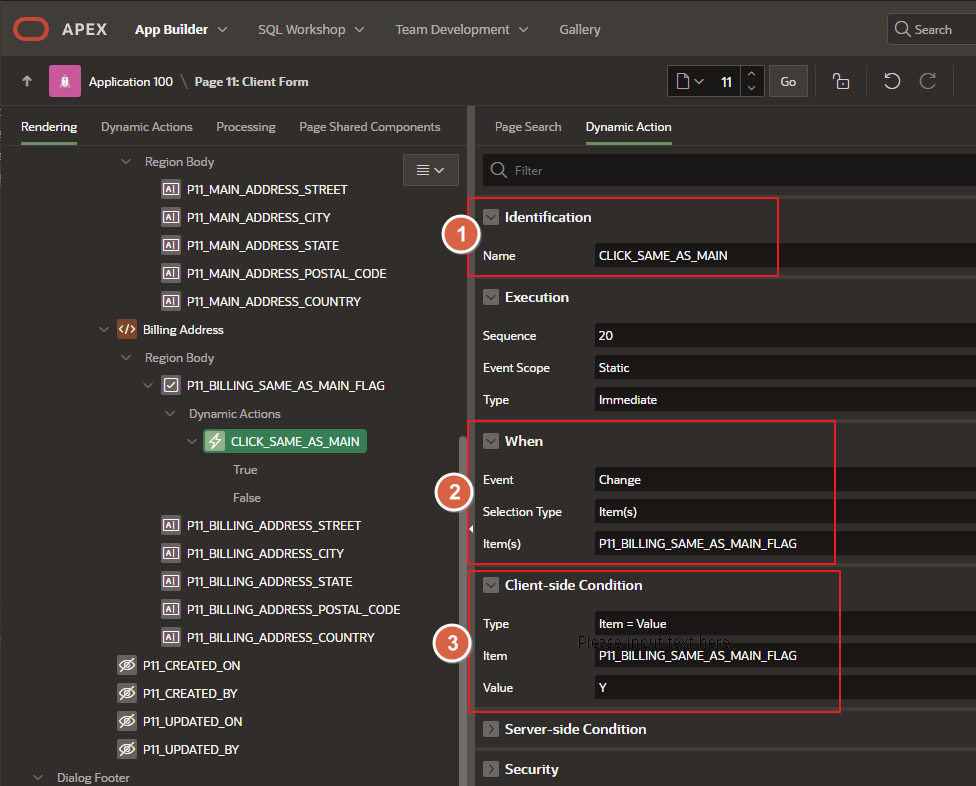 APEX App Builder SQL Workshop Team Development Gallery Search
Application 100 \ Page 11: Client Form 11 Go
Rendering Dynamic Actions Processing Page Shared Components
Page Search Dynamic Action
Region Body
P11_MAIN_ADDRESS_STREET
P11_MAIN_ADDRESS_CITY
P11_MAIN_ADDRESS_STATE
P11_MAIN_ADDRESS_POSTAL_CODE
P11_MAIN_ADDRESS_COUNTRY
Billing Address
Region Body
P11_BILLING_SAME_AS_MAIN_FLAG
Dynamic Actions
CLICK_SAME_AS_MAIN
True
False
P11_BILLING_ADDRESS_STREET
P11_BILLING_ADDRESS_CITY
P11_BILLING_ADDRESS_STATE
P11_BILLING_ADDRESS_POSTAL_CODE
P11_BILLING_ADDRESS_COUNTRY
P11_CREATED_ON
P11_CREATED_BY
P11_UPDATED_ON
P11_UPDATED_BY
Dialog Footer
Filter
1
Identification
Name CLICK_SAME_AS_MAIN
Execution
Sequence 20
Event Scope Static
Type Immediate
2
When
Event Change
Selection Type Item(s)
Item(s) P11_BILLING_SAME_AS_MAIN_FLAG
3
Client-side Condition
Type Item = Value
Please input text here
Item P11_BILLING_SAME_AS_MAIN_FLAG
Value Y
Server-side Condition
Security